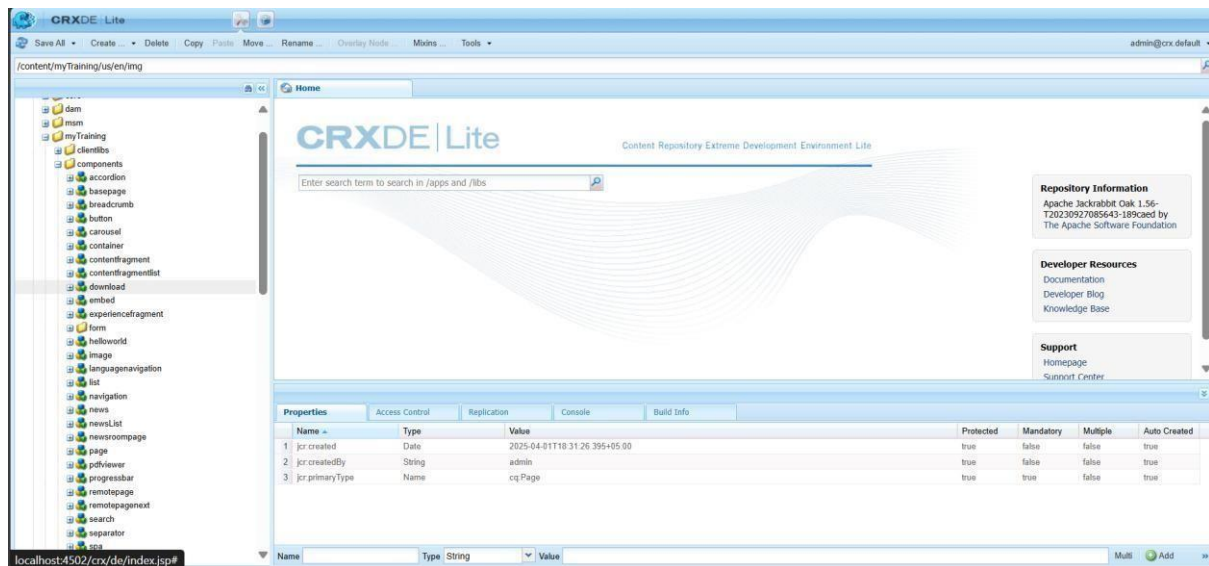 CRXDE Lite
Save All Create ... Delete Copy Paste Move ... Rename ... Overlay Node ... Mixins ... Tools admin@crx.default
/content/myTraining/us/en/img
Home
dam
msm
myTraining
clientlibs
components
accordion
basepage
breadcrumb
button
carousel
container
contentfragment
contentfragmentlist
download
embed
experiencefragment
form
helloworld
image
languagenavigation
list
navigation
news
newsList
newsroompage
page
pdfviewer
progressbar
remotepage
remotepagenext
search
separator
spa
localhost:4502/crx/de/index.jsp#
CRXDE | Lite
Content Repository Extreme Development Environment Lite
Enter search term to search in /apps and /libs
Repository Information
Apache Jackrabbit Oak 1.56-
T20230927085643-189caed by
The Apache Software Foundation
Developer Resources
Documentation
Developer Blog
Knowledge Base
Support
Homepage
Support Center
Properties Access Control Replication Console Build Info
Name Type Value Protected Mandatory Multiple Auto Created
1 jcr:created Date 2025-04-01T18:31:26.395+05:00 true false false true
2 jcr:createdBy String admin true false false true
3 jcr:primaryType Name cq:Page true true false true
Name Type String Value Multi Add